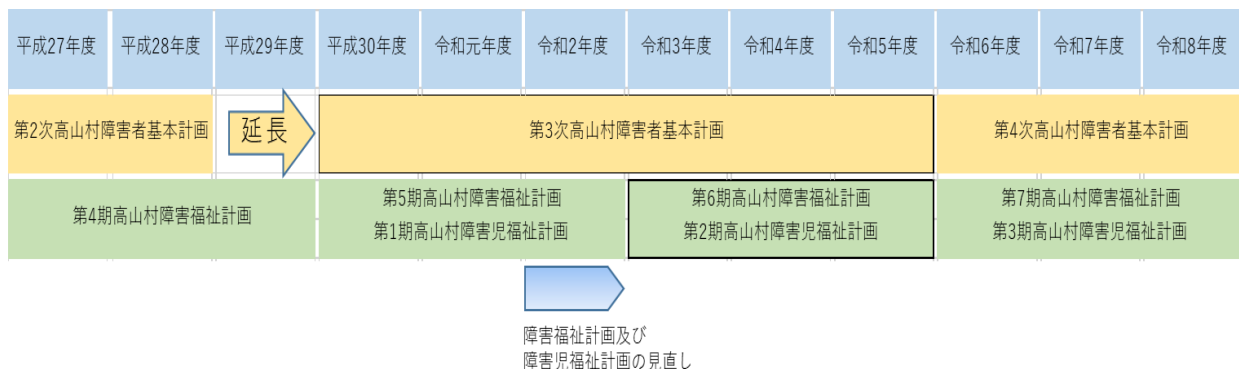 平成27年度 平成28年度 平成29年度 平成30年度 令和元年度 令和2年度 令和3年度 令和4年度 令和5年度 令和6年度 令和7年度 令和8年度
第2次高山村障害者基本計画 延長 第3次高山村障害者基本計画 第4次高山村障害者基本計画
第4期高山村障害福祉計画
第5期高山村障害福祉計画
第1期高山村障害児福祉計画
第6期高山村障害福祉計画
第2期高山村障害児福祉計画
第7期高山村障害福祉計画
第3期高山村障害児福祉計画
障害福祉計画及び
障害児福祉計画の見直し